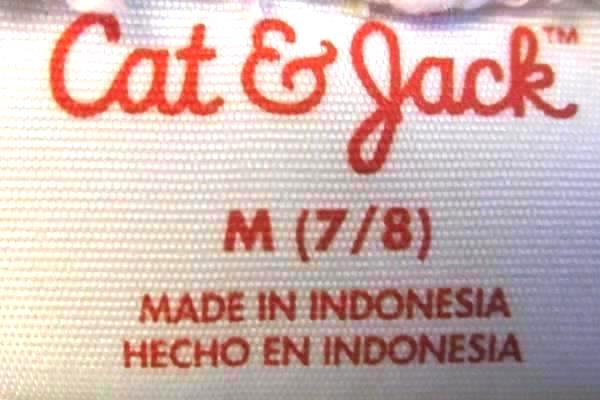 Cat & Jack™
M (7/8)
MADE IN INDONESIA
HECHO EN INDONESIA